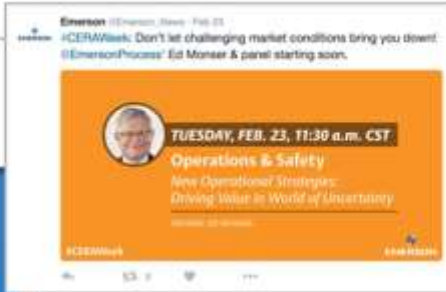 Emerson @Emerson_News · Feb 23
#CERAWeek: Don't let challenging market conditions bring you down!
@EmersonProcess' Ed Monser & panel starting soon.
TUESDAY, FEB. 23, 11:30 a.m. CST
Operations & Safety
New Operational Strategies:
Driving Value in World of Uncertainty
#CERAWeek
EMERSON